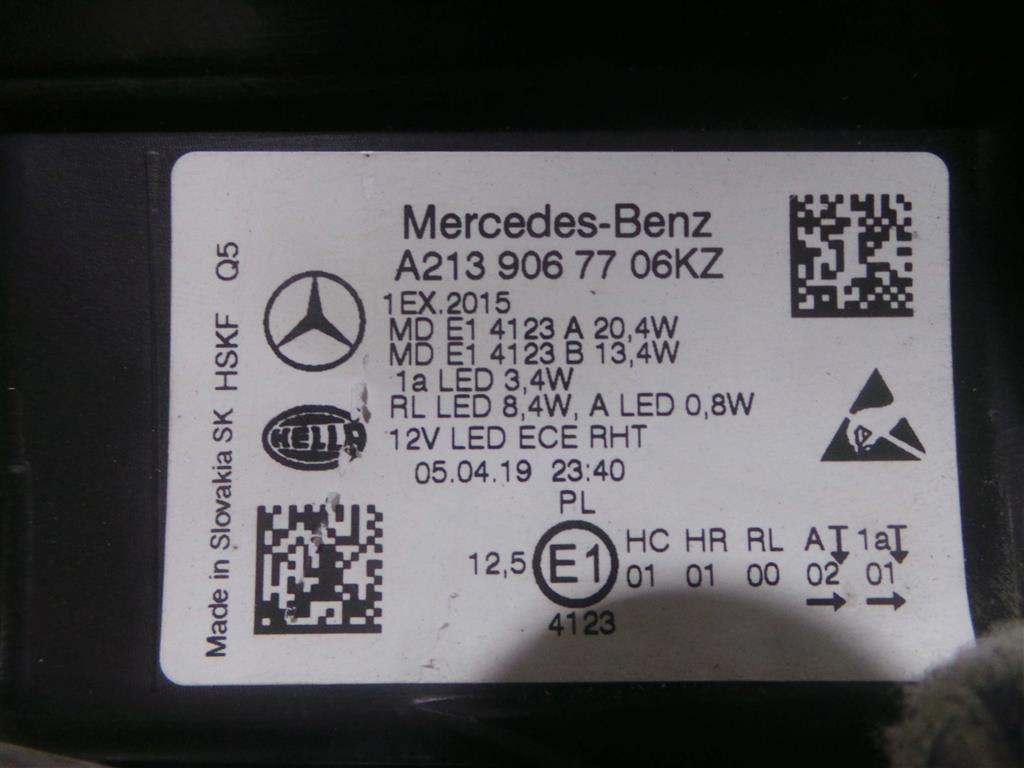 Mercedes-Benz
A213 906 77 06KZ
1EX.2015
MD E1 4123 A 20,4W
MD E1 4123 B 13,4W
1a LED 3,4W
RL LED 8,4W, A LED 0,8W
12V LED ECE RHT
05.04.19 23:40
PL
HC HR RL A 1a
12,5 E1 01 01 00 02 01
4123
HELLA
Made in Slovakia SK HSKF Q5